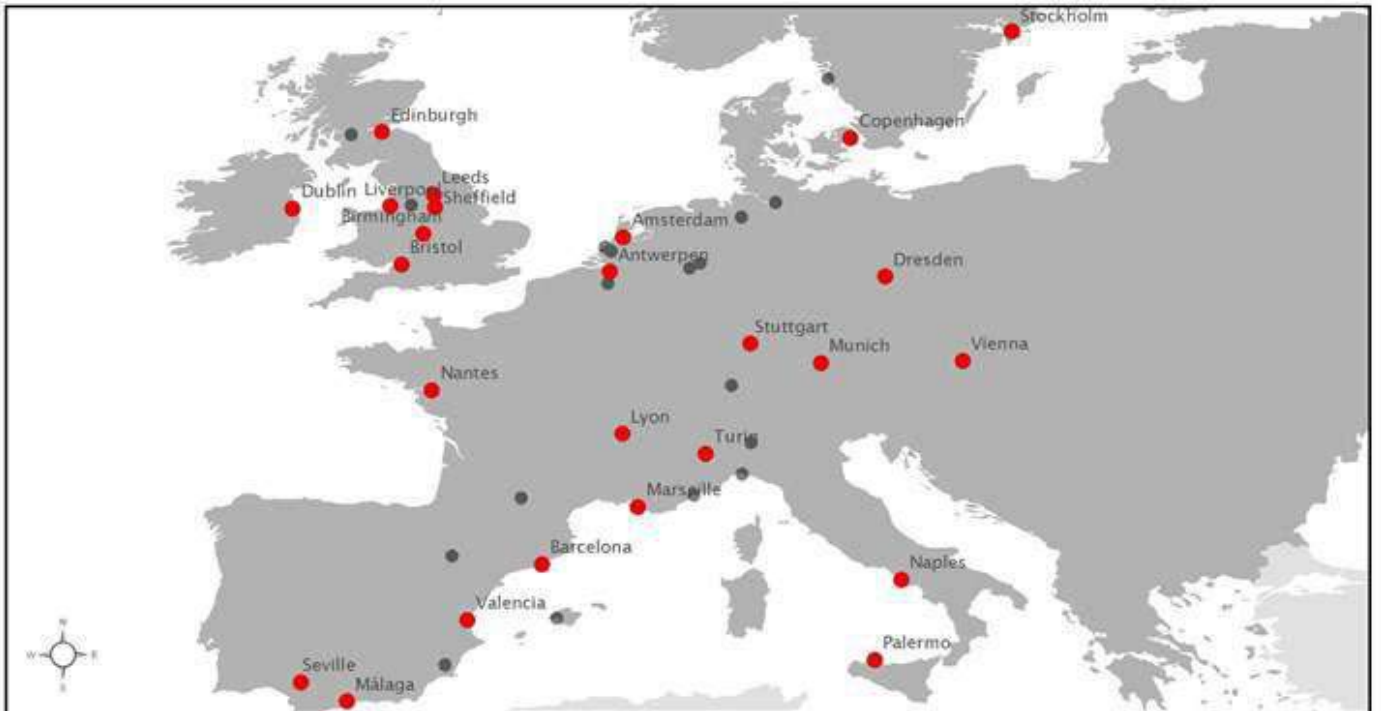 Stockholm
Edinburgh
Copenhagen
Leeds
Dublin
Liverpool
Sheffield
Birmingham
Amsterdam
Bristol
Antwerpen
Dresden
Stuttgart
Munich
Vienna
Nantes
Lyon
Turin
Marseille
Barcelona
Naples
Valencia
N
W
E
S
Palermo
Seville
Málaga